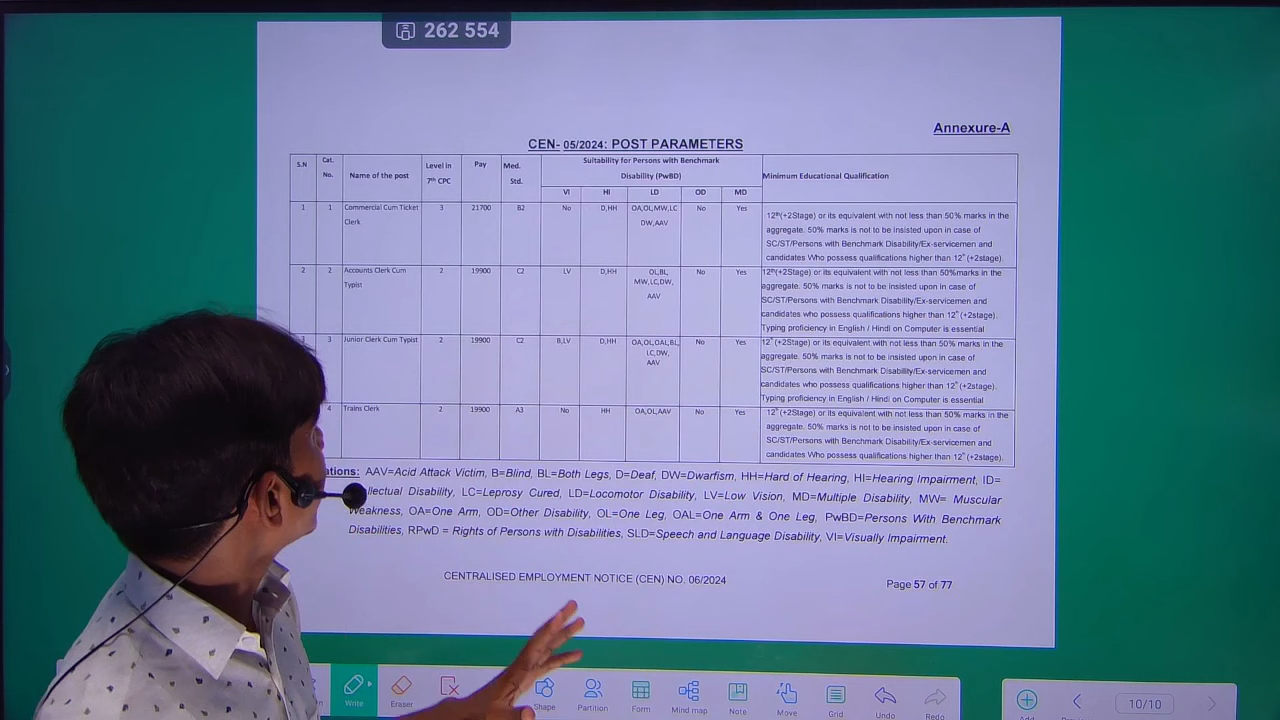 262 554
Annexure-A
CEN- 05/2024: POST PARAMETERS
S.N
Cat. No.
Name of the post
Level in 7th CPC
Pay
Med. Std.
Suitability for Persons with Benchmark
Disability (PwBD)
VI HI LD OD MD
Minimum Educational Qualification
1 1 Commercial Cum Ticket Clerk 3 21700 B2 No D,HH OA,OL,MW,LC DW,AAV No Yes
12th(+2Stage) or its equivalent with not less than 50% marks in the
aggregate. 50% marks is not to be insisted upon in case of
SC/ST/Persons with Benchmark Disability/Ex-servicemen and
candidates Who possess qualifications higher than 12"(+2stage).
2 2 Accounts Clerk Cum Typist 2 19900 C2 LV D,HH OL,BL, MW,LC,DW, AAV No Yes
12th(+2Stage) or its equivalent with not less than 50%marks in the
aggregate. 50% marks is not to be insisted upon in case of
SC/ST/Persons with Benchmark Disability/Ex-servicemen and
candidates who possess qualifications higher than 12"(+2stage).
Typing proficiency in English / Hindi on Computer is essential
3 Junior Clerk Cum Typist 2 19900 C2 B,LV D,HH OA,OL,OAL,BL, LC,DW, AAV No Yes
12"(+2Stage) or its equivalent with not less than 50% marks in the
aggregate. 50% marks is not to be insisted upon in case of
SC/ST/Persons with Benchmark Disability/Ex-servicemen and
candidates who possess qualifications higher than 12"(+2stage).
Typing proficiency in English / Hindi on Computer is essential
4 Trains Clerk 2 19900 A3 No HH OA,OL,AAV No Yes
12"(+2Stage) or its equivalent with not less than 50% marks in the
aggregate. 50% marks is not to be insisted upon in case of
SC/ST/Persons with Benchmark Disability/Ex-servicemen and
candidates Who possess qualifications higher than 12"(+2stage).
ations: AAV=Acid Attack Victim, B=Blind, BL=Both Legs, D=Deaf, DW=Dwarfism, HH=Hard of Hearing, HI=Hearing Impairment, ID=
llectual Disability, LC=Leprosy Cured, LD=Locomotor Disability, LV=Low Vision, MD=Multiple Disability, MW= Muscular
Weakness, OA=One Arm, OD=Other Disability, OL=One Leg, OAL=One Arm & One Leg, PwBD=Persons With Benchmark
Disabilities, RPwD = Rights of Persons with Disabilities, SLD=Speech and Language Disability, VI=Visually Impairment.
CENTRALISED EMPLOYMENT NOTICE (CEN) NO. 06/2024
Page 57 of 77
Write Eraser Shape Partition Form Mind map Note Move Grid Undo Redo
Add 10/10